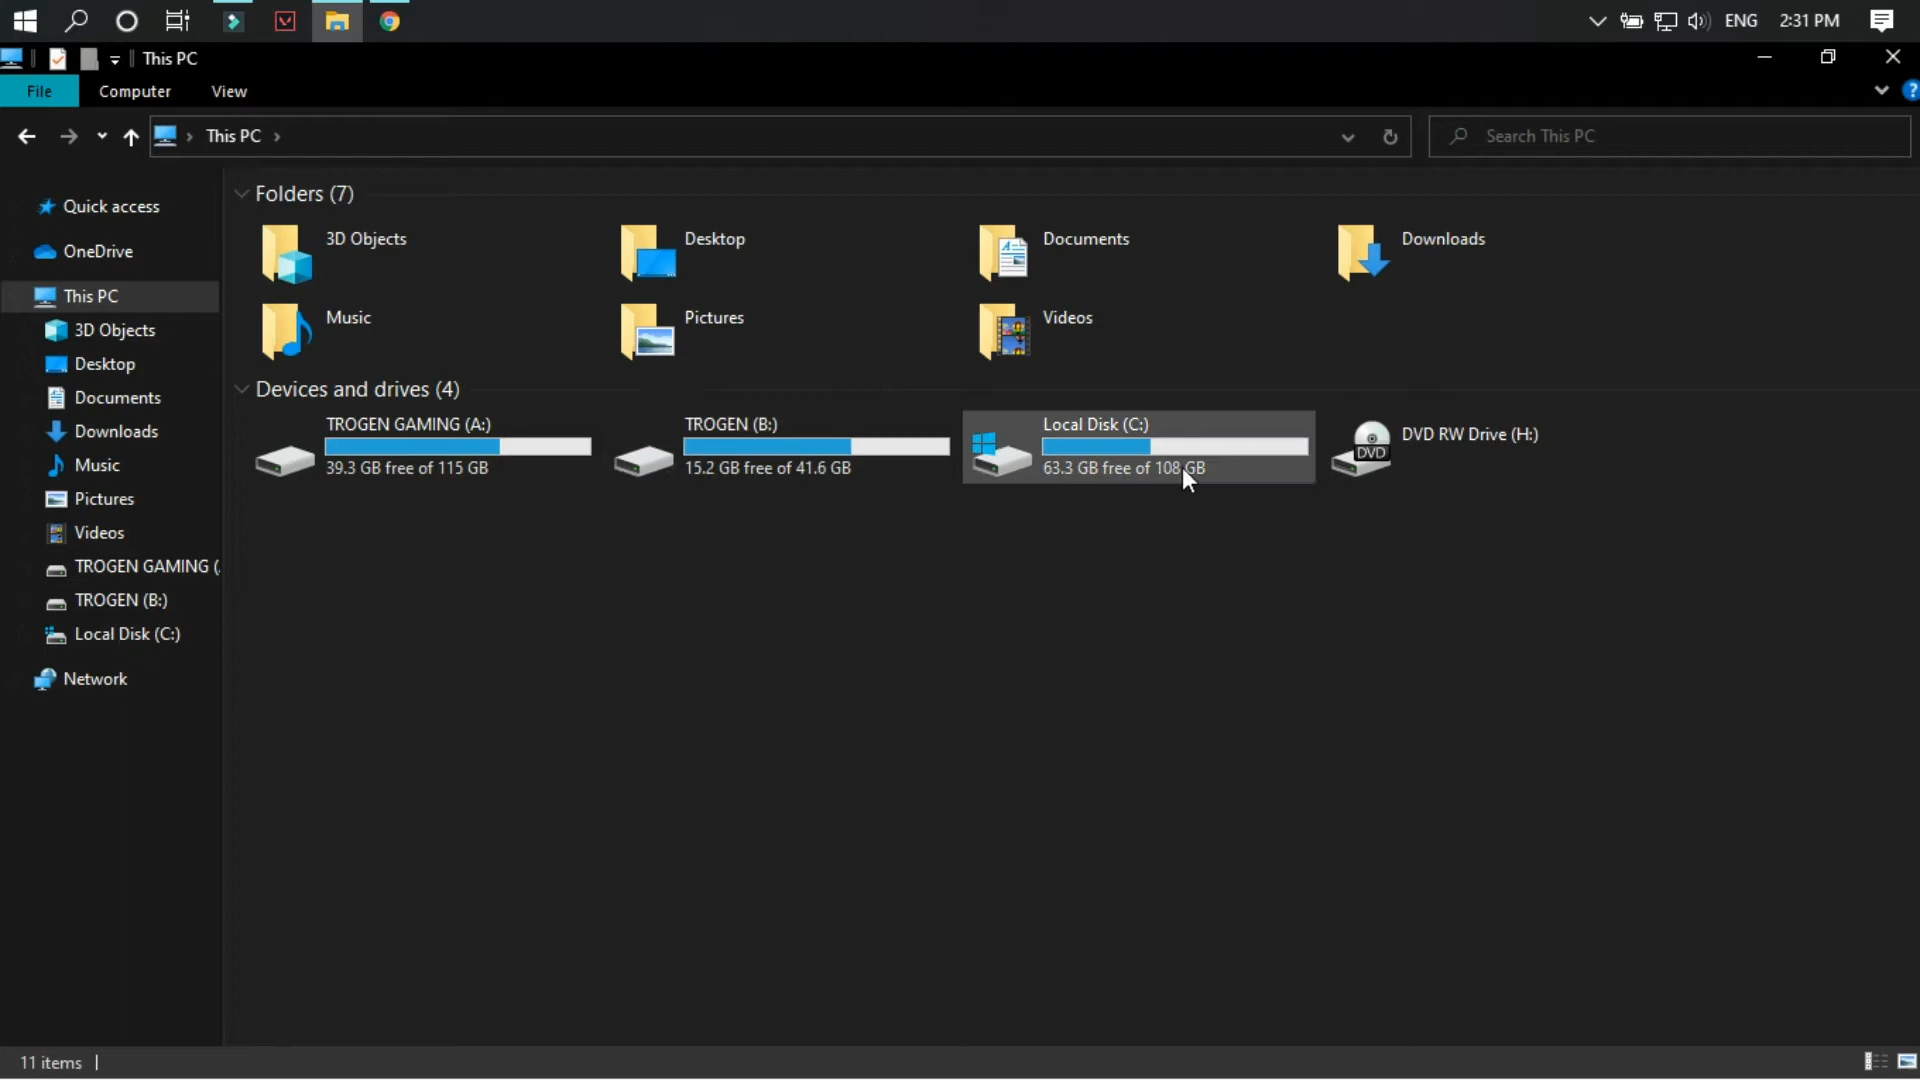 ENG 2:31 PM
This PC
File Computer View
This PC
Search This PC
Quick access
OneDrive
This PC
3D Objects
Desktop
Documents
Downloads
Music
Pictures
Videos
TROGEN GAMING (
TROGEN (B:)
Local Disk (C:)
Network
Folders (7)
3D Objects
Desktop
Documents
Downloads
Music
Pictures
Videos
Devices and drives (4)
TROGEN GAMING (A:)
39.3 GB free of 115 GB
TROGEN (B:)
15.2 GB free of 41.6 GB
Local Disk (C:)
63.3 GB free of 108 GB
DVD
DVD RW Drive (H:)
11 items